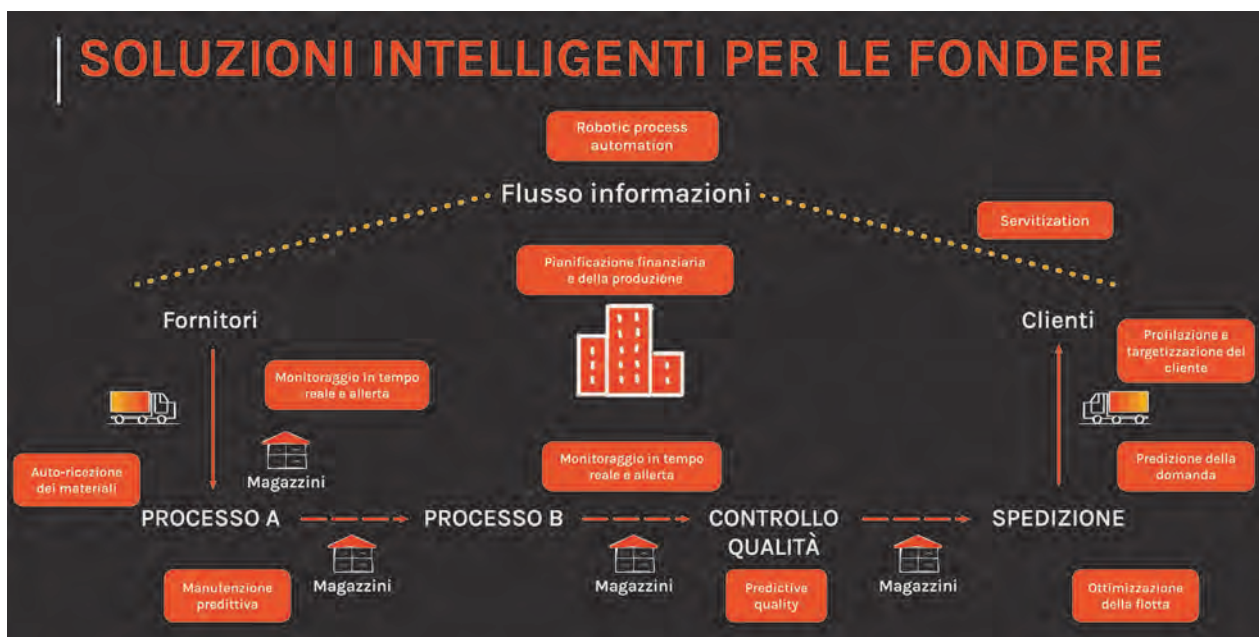 SOLUZIONI INTELLIGENTI PER LE FONDERIE
Robotic process
automation
Flusso informazioni
Servitization
Pianificazione finanziaria
e della produzione
Fornitori
Clienti
Profilazione e
targetizzazione del
cliente
Monitoraggio in tempo
reale e allerta
Auto-ricezione
dei materiali
Magazzini
Monitoraggio in tempo
reale e allerta
Predizione della
domanda
PROCESSO A
PROCESSO B
CONTROLLO
QUALITÀ
SPEDIZIONE
Magazzini
Magazzini
Magazzini
Manutenzione
predittiva
Predictive
quality
Ottimizzazione
della flotta